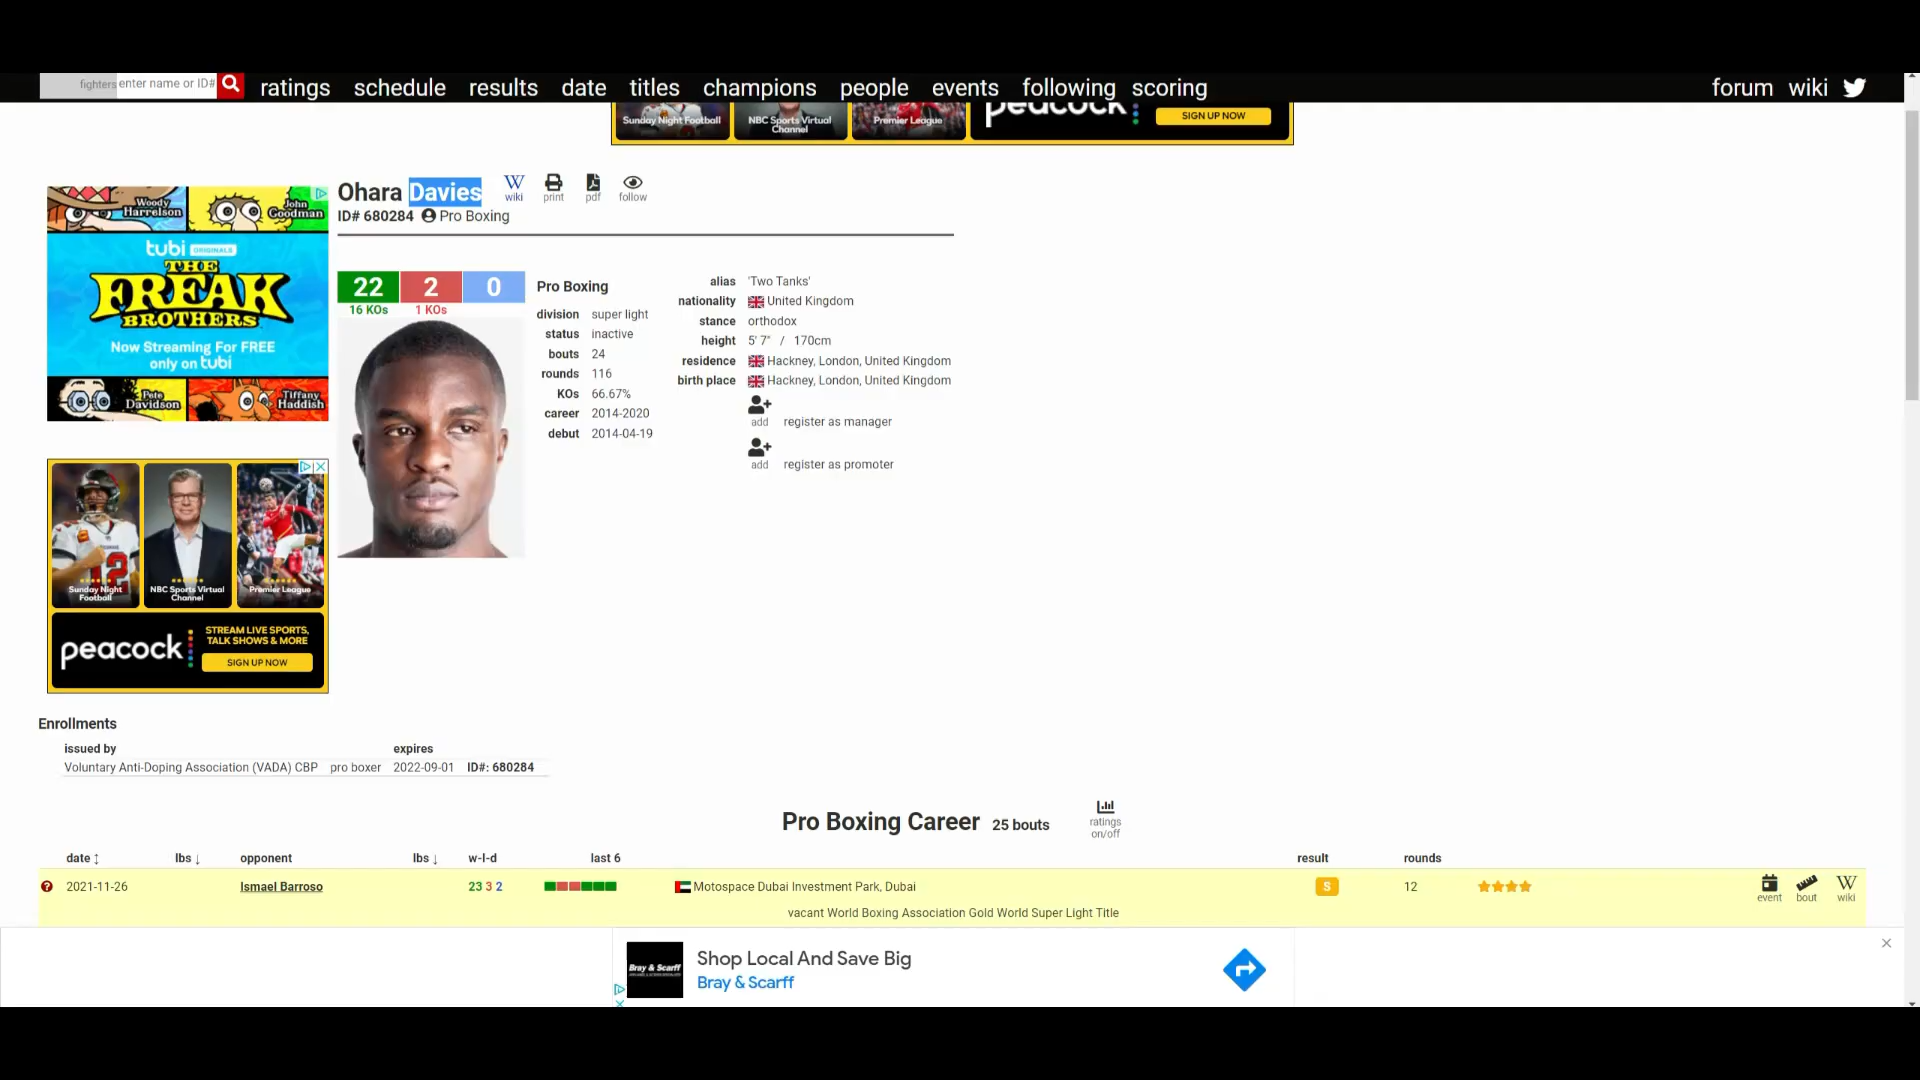 fighters enter name or ID# ratings schedule results date titles champions people events following scoring forum wiki
Sunday Night Football NBC Sports Virtual Channel Premier League peacock SIGN UP NOW
Woody Harrelson John Goodman
tubi ORIGINALS
THE FREAK BROTHERS
Now Streaming For FREE
only on tubi
Pete Davidson Tiffany Haddish
Ohara Davies wiki print pdf follow
ID# 680284 Pro Boxing
22 2 0
16 KOs 1 KOs
Pro Boxing
division super light
status inactive
bouts 24
rounds 116
KOs 66.67%
career 2014-2020
debut 2014-04-19
alias 'Two Tanks'
nationality United Kingdom
stance orthodox
height 5' 7" / 170cm
residence Hackney, London, United Kingdom
birth place Hackney, London, United Kingdom
add register as manager
add register as promoter
12
Sunday Night Football NBC Sports Virtual Channel Premier League
peacock STREAM LIVE SPORTS,
TALK SHOWS & MORE
SIGN UP NOW
Enrollments
issued by expires
Voluntary Anti-Doping Association (VADA) CBP pro boxer 2022-09-01 ID#: 680284
Pro Boxing Career 25 bouts ratings on/off
date lbs opponent lbs w-l-d last 6 result rounds
2021-11-26 Ismael Barroso 23 3 2 Motospace Dubai Investment Park, Dubai S 12 event bout wiki
vacant World Boxing Association Gold World Super Light Title
Bray & Scarff Shop Local And Save Big
Bray & Scarff